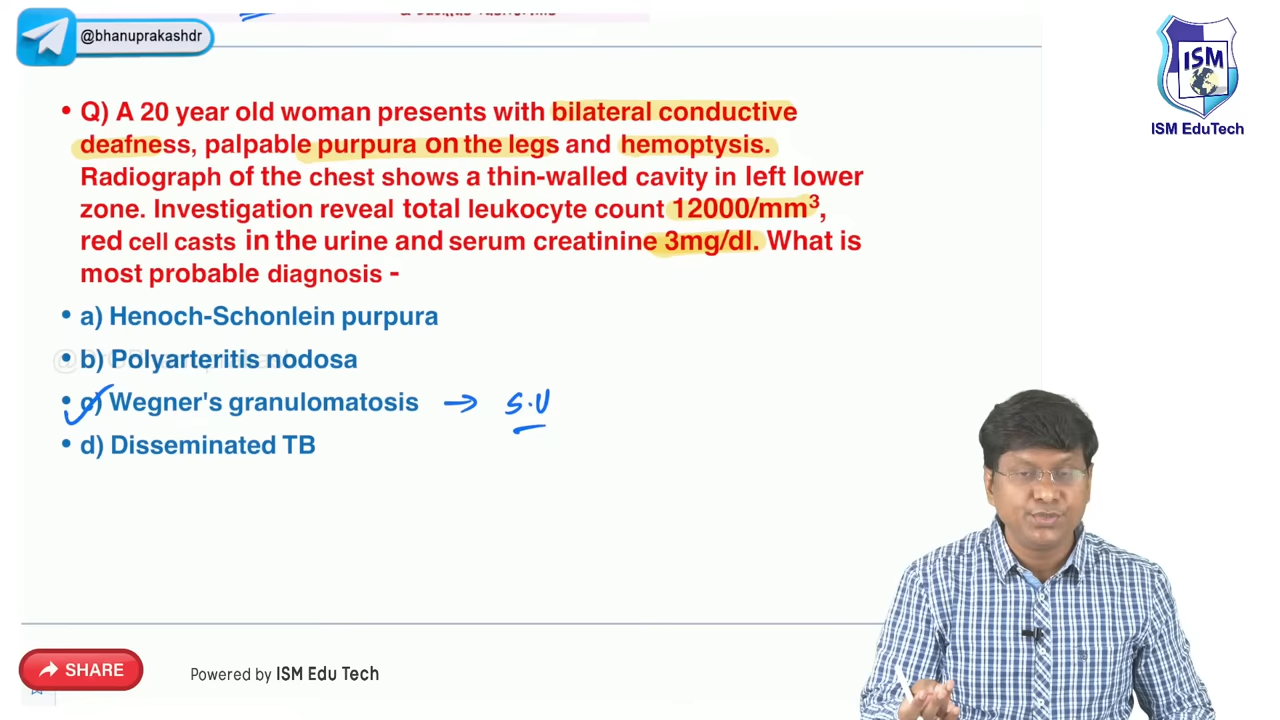 @bhanuprakashdr
ISM
ISM EduTech
• Q) A 20 year old woman presents with bilateral conductive
deafness, palpable purpura on the legs and hemoptysis.
Radiograph of the chest shows a thin-walled cavity in left lower
zone. Investigation reveal total leukocyte count 12000/mm³,
red cell casts in the urine and serum creatinine 3mg/dl. What is
most probable diagnosis -
• a) Henoch-Schonlein purpura
• b) Polyarteritis nodosa
• c) Wegner's granulomatosis → S.V
• d) Disseminated TB
SHARE
Powered by ISM Edu Tech